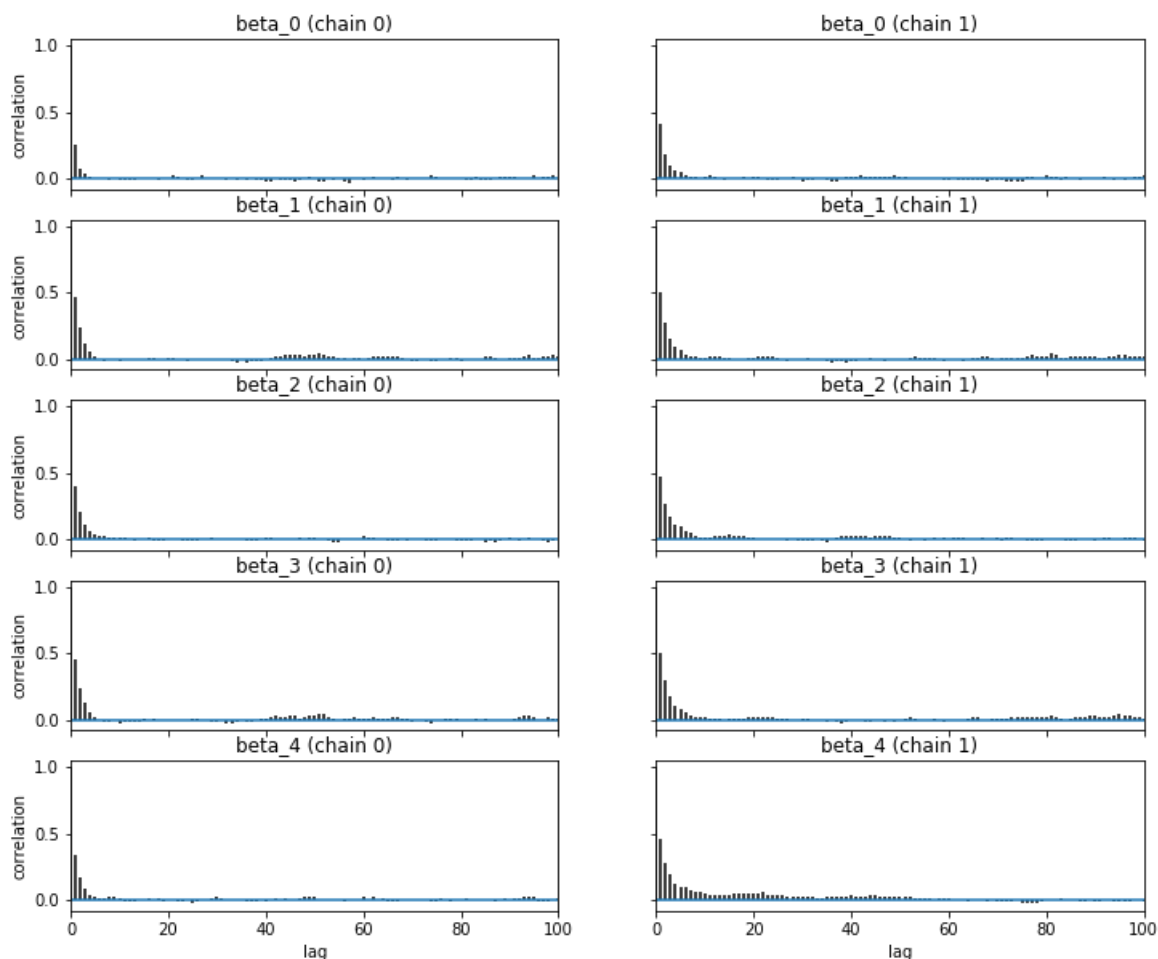 beta_0 (chain 0) beta_0 (chain 1)
1.0
correlation
0.5
0.0
beta_1 (chain 0) beta_1 (chain 1)
1.0
correlation
0.5
0.0
beta_2 (chain 0) beta_2 (chain 1)
1.0
correlation
0.5
0.0
beta_3 (chain 0) beta_3 (chain 1)
1.0
correlation
0.5
0.0
beta_4 (chain 0) beta_4 (chain 1)
1.0
correlation
0.5
0.0
0 20 40 60 80 100 0 20 40 60 80 100
lag lag